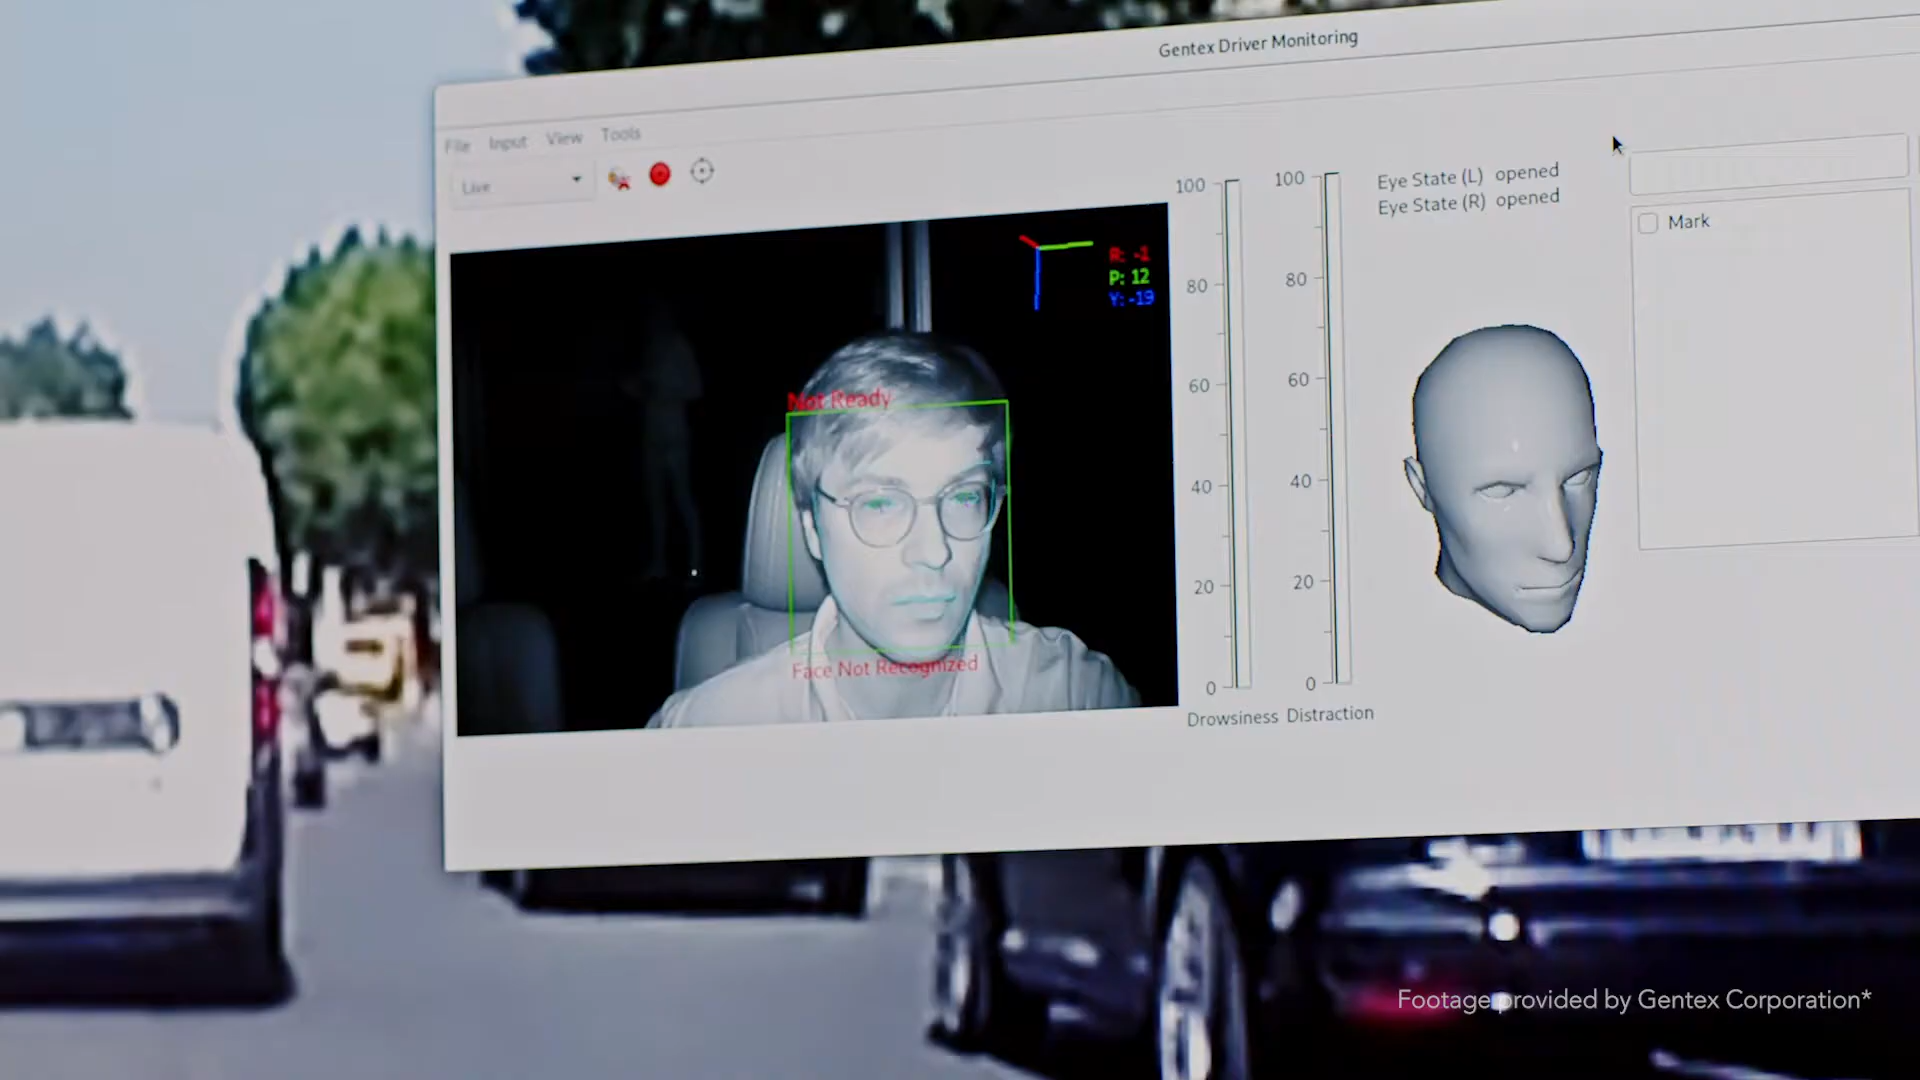 Gentex Driver Monitoring
File Input View Tools
Live
R: -1
P: 12
Y: -19
Not Ready
Face Not Recognized
100
80
60
40
20
0
Drowsiness
100
80
60
40
20
0
Distraction
Eye State (L) opened
Eye State (R) opened
Mark
Footage provided by Gentex Corporation*